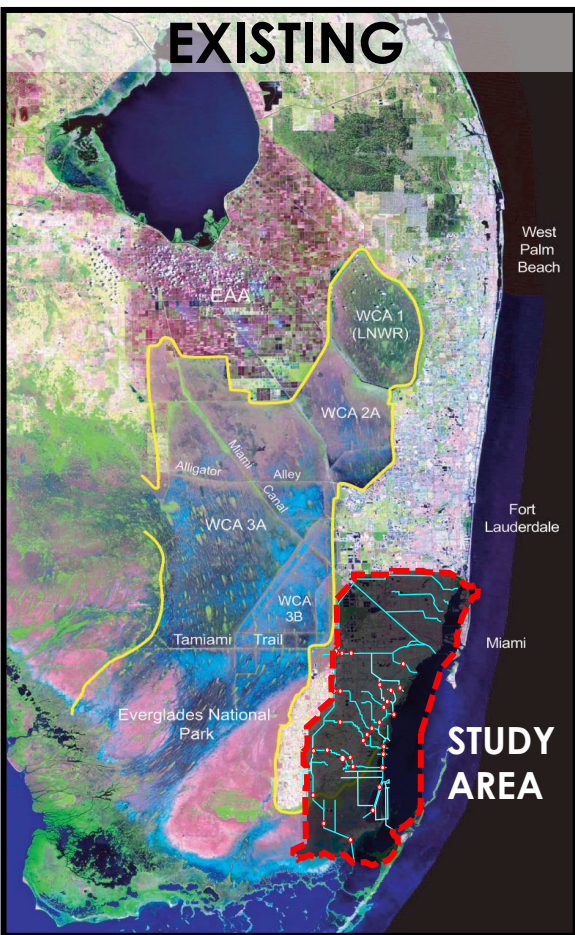 EXISTING
West
Palm
Beach
EAA
WCA 1
(LNWR)
WCA 2A
Miami
Canal
Alligator
Alley
WCA 3A
Fort
Lauderdale
WCA
3B
Tamiami
Trail
Miami
Everglades National
Park
STUDY
AREA